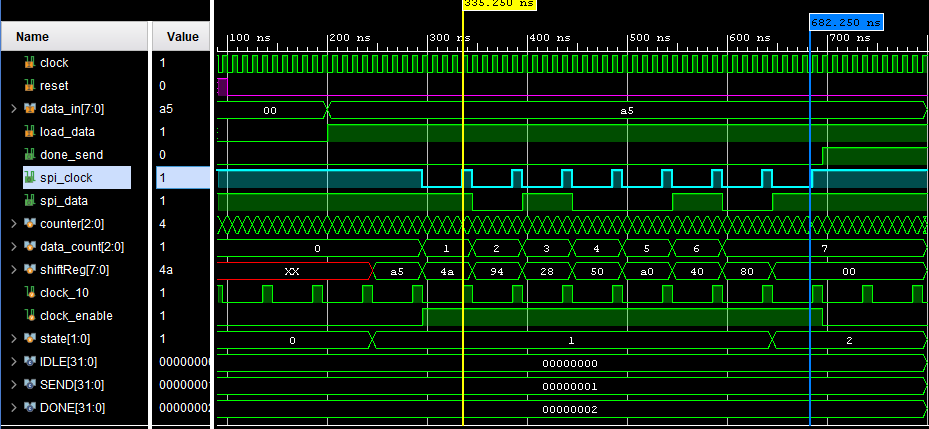 335.250 ns
682.250 ns
Name Value 100 ns 200 ns 300 ns 400 ns 500 ns 600 ns 700 ns
clock 1
reset 0
data_in[7:0] a5 00 a5
load_data 1
done_send 0
spi_clock 1
spi_data 1
counter[2:0] 4
data_count[2:0] 1 0 1 2 3 4 5 6 7
shiftReg[7:0] 4a XX a5 4a 94 28 50 a0 40 80 00
clock_10 1
clock_enable 1
state[1:0] 1 0 1 2
IDLE[31:0] 0000000 00000000
SEND[31:0] 00000001 00000001
DONE[31:0] 0000000 00000002